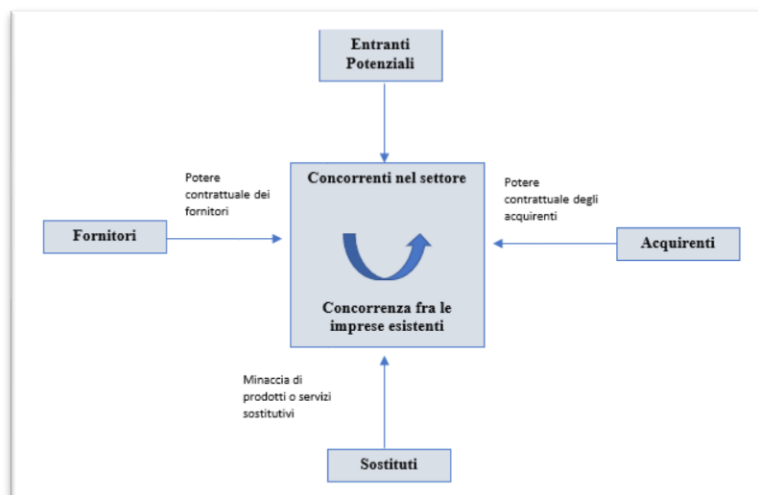 Entranti
Potenziali
Concorrenti nel settore
Potere
contrattuale dei
fornitori
Potere
contrattuale degli
acquirenti
Fornitori
Acquirenti
Concorrenza fra le
imprese esistenti
Minaccia di
prodotti o servizi
sostitutivi
Sostituti